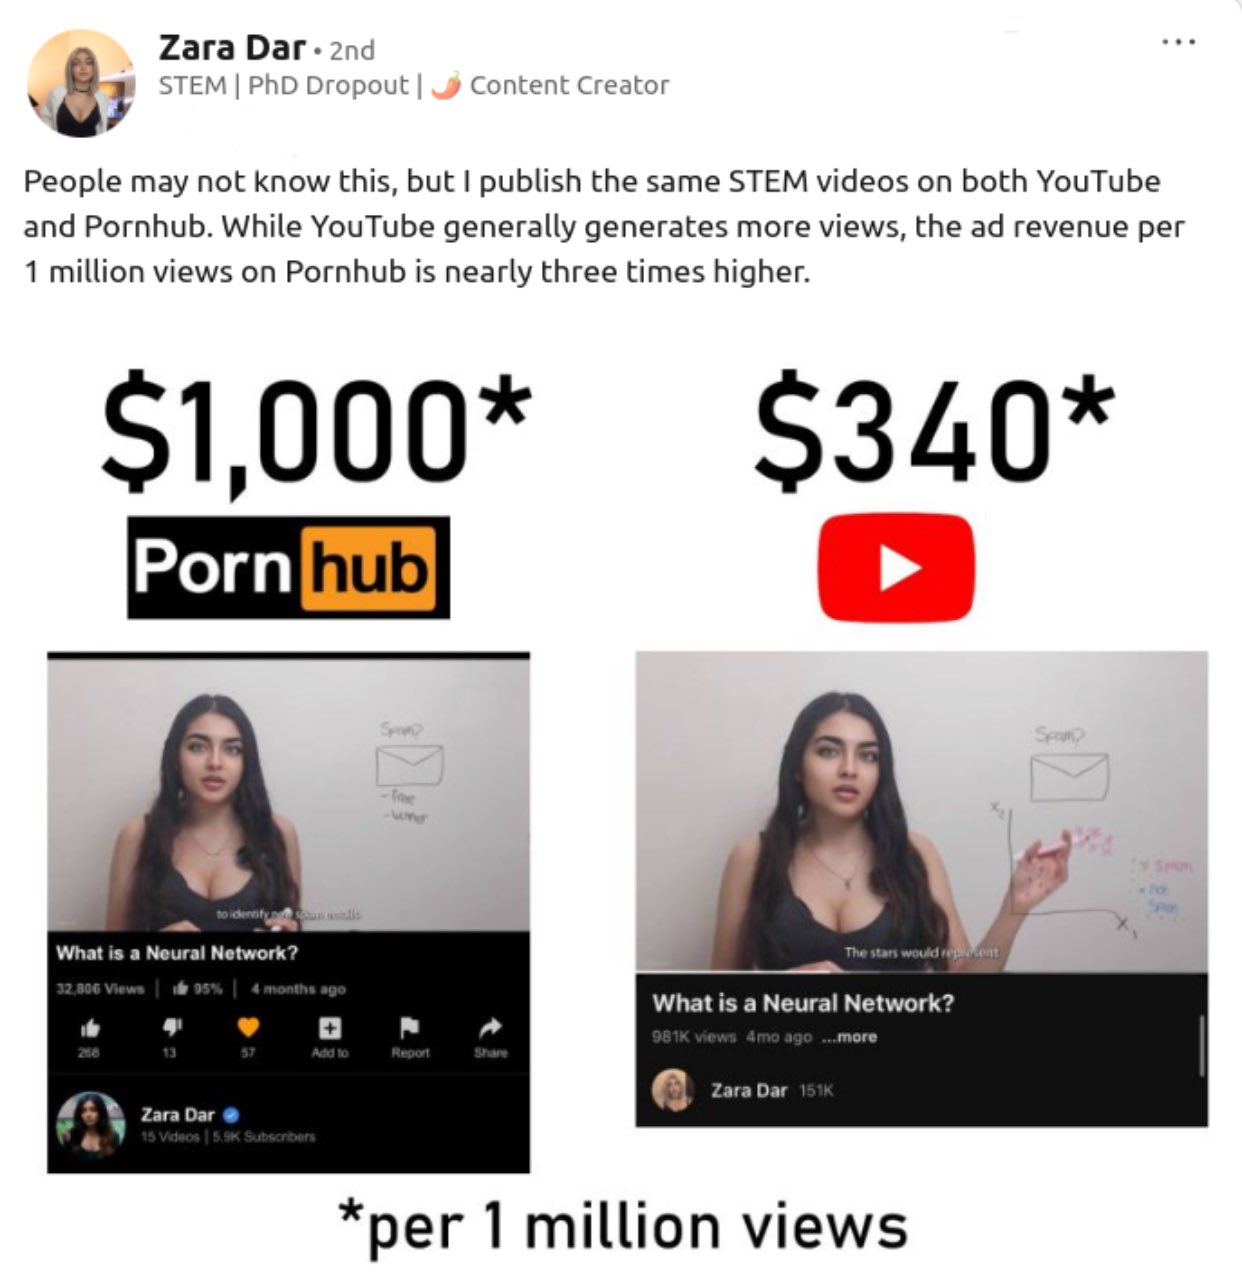 Zara Dar • 2nd
STEM | PhD Dropout | 🌶️ Content Creator
People may not know this, but I publish the same STEM videos on both YouTube
and Pornhub. While YouTube generally generates more views, the ad revenue per
1 million views on Pornhub is nearly three times higher.
$1,000*
$340*
Porn hub
Spam?
- free
to identify new spam emails.
What is a Neural Network?
32,806 Views | 95% | 4 months ago
268 13 57 Add to Report Share
Zara Dar
15 Videos | 5.9K Subscribers
Spam?
X₂
Spam
not
Spam
X₁
The stars would represent
What is a Neural Network?
981K views 4mo ago ...more
Zara Dar 151K
*per 1 million views